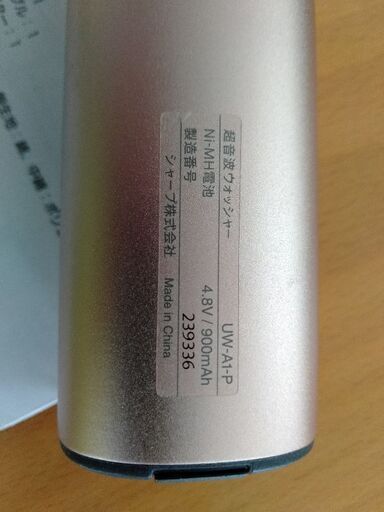 超音波ウォッシャー UW-A1-P
Ni-MH電池 4.8V / 900mAh
製造番号 239336
シャープ株式会社 Made in China